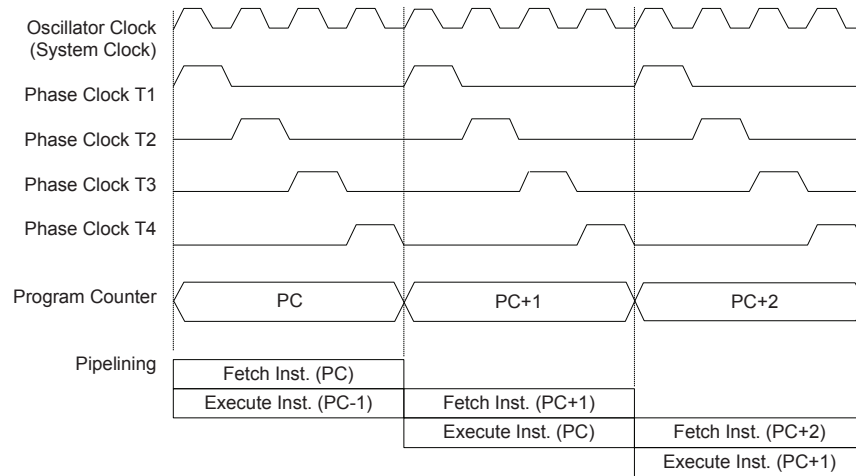 Oscillator Clock
(System Clock)
Phase Clock T1
Phase Clock T2
Phase Clock T3
Phase Clock T4
Program Counter
PC
PC+1
PC+2
Pipelining
Fetch Inst. (PC)
Execute Inst. (PC-1)
Fetch Inst. (PC+1)
Execute Inst. (PC)
Fetch Inst. (PC+2)
Execute Inst. (PC+1)